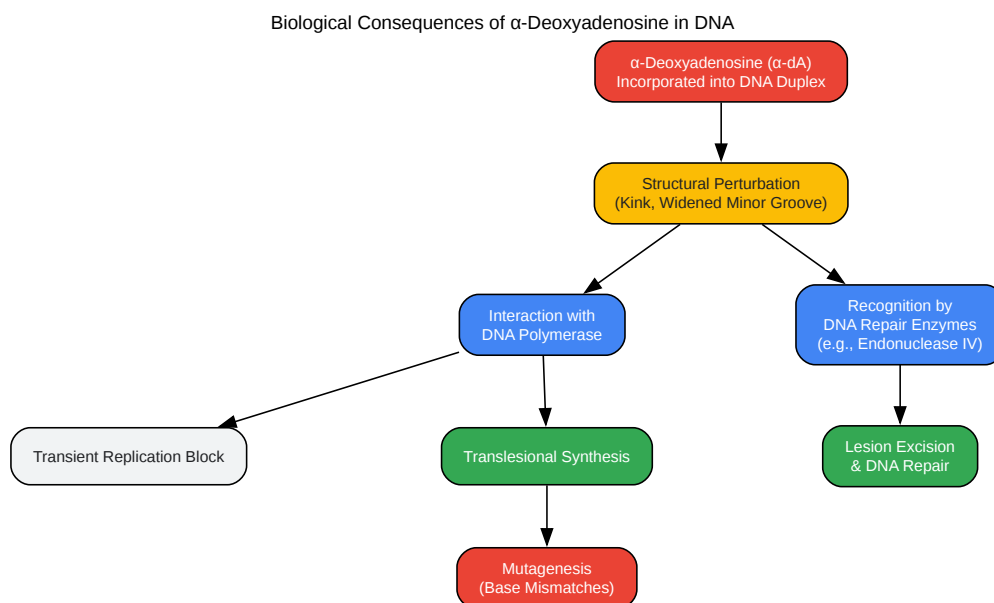 Biological Consequences of α-Deoxyadenosine in DNA
α-Deoxyadenosine (α-dA)
Incorporated into DNA Duplex
Structural Perturbation
(Kink, Widened Minor Groove)
Interaction with
DNA Polymerase
Recognition by
DNA Repair Enzymes
(e.g., Endonuclease IV)
Transient Replication Block
Translesional Synthesis
Lesion Excision
& DNA Repair
Mutagenesis
(Base Mismatches)